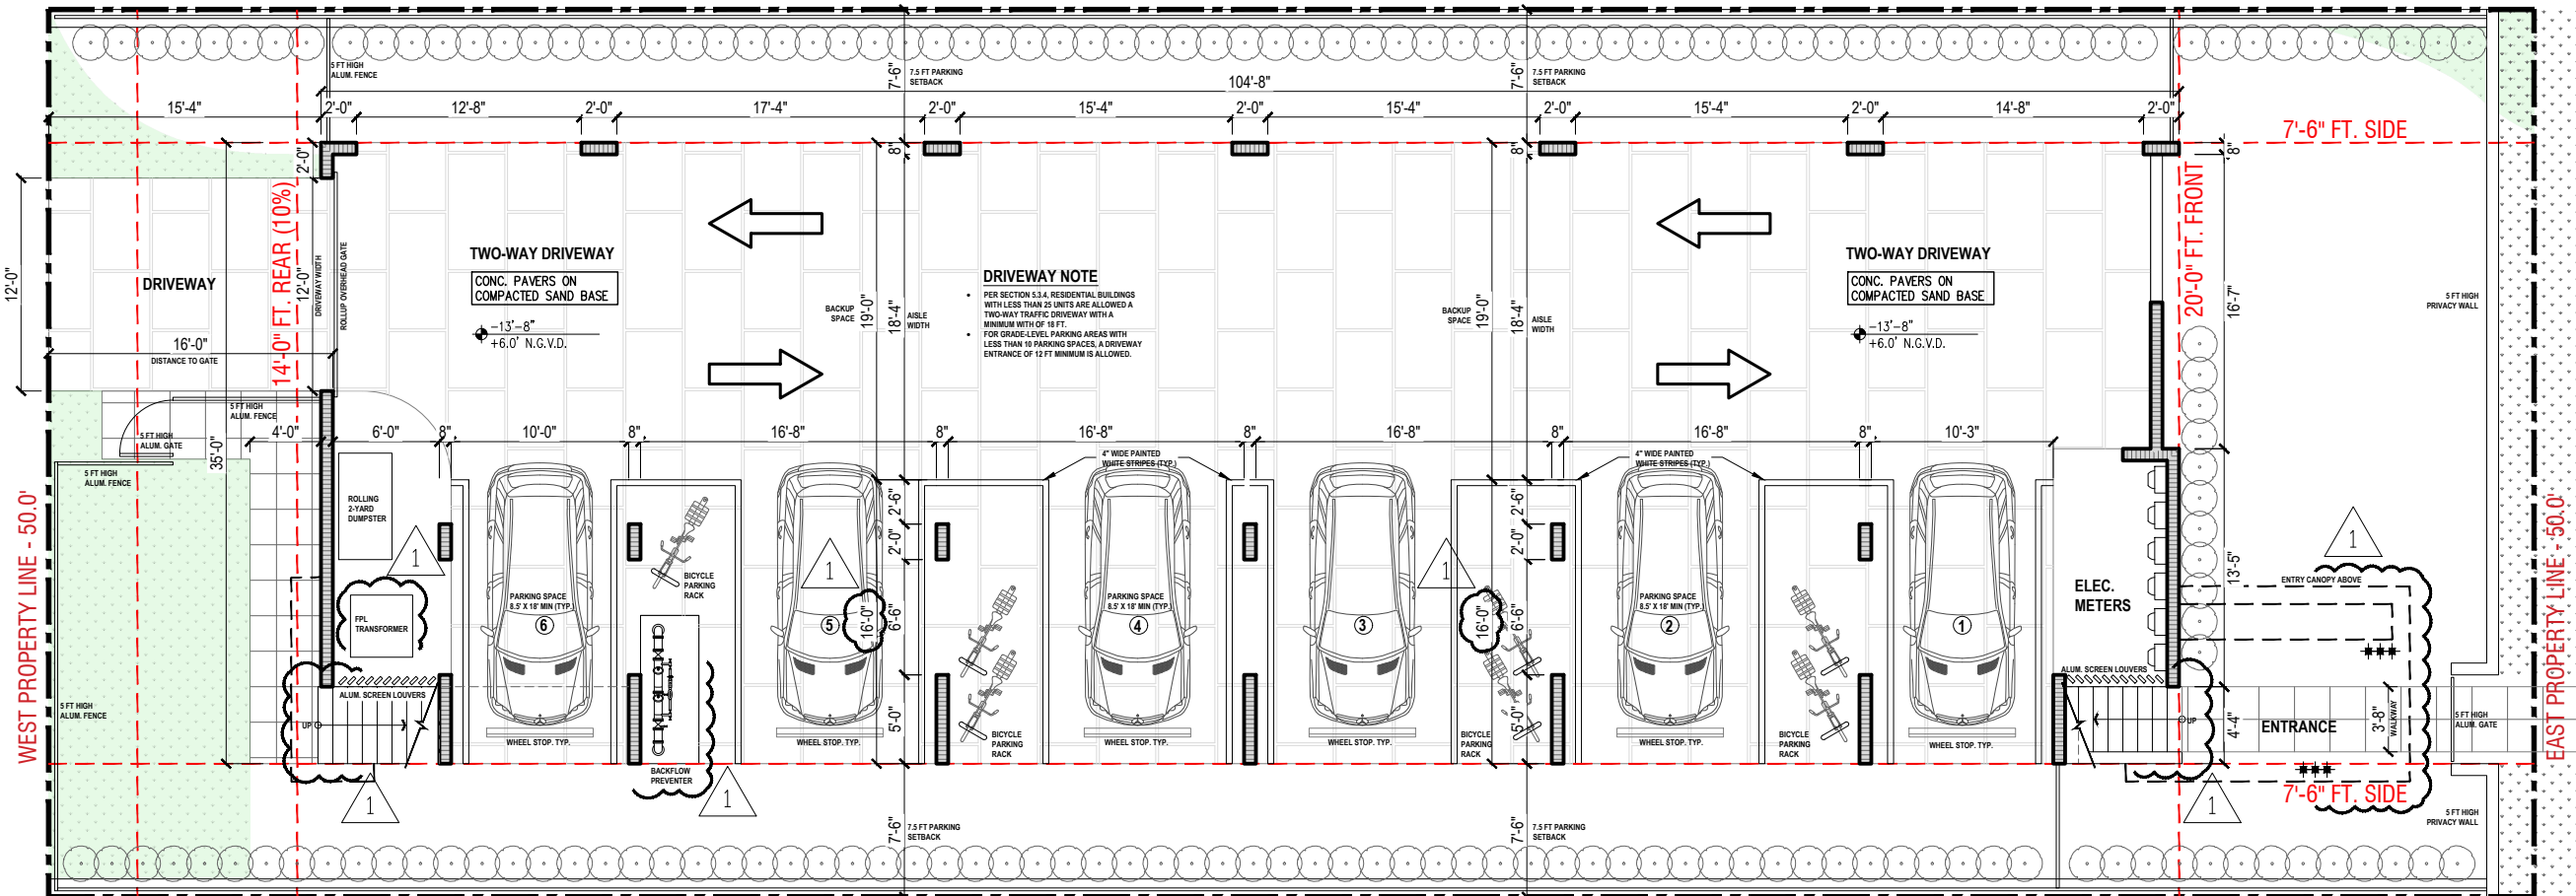 5 FT HIGH
ALUM. FENCE
7'-6"
7.5 FT PARKING
SETBACK
7'-6"
7.5 FT PARKING
SETBACK
104'-8"
15'-4"
2'-0"
12'-8"
2'-0"
17'-4"
2'-0"
15'-4"
2'-0"
15'-4"
2'-0"
15'-4"
2'-0"
14'-8"
2'-0"
7'-6" FT. SIDE
2'-0"
8"
8"
8"
12'-0"
DRIVEWAY
14'-0" FT. REAR (10%)
12'-0"
DRIVEWAY WIDTH
ROLLUP OVERHEAD GATE
16'-0"
DISTANCE TO GATE
TWO-WAY DRIVEWAY
CONC. PAVERS ON
COMPACTED SAND BASE
-13'-8"
+6.0' N.G.V.D.
BACKUP
SPACE
19'-0"
18'-4"
AISLE
WIDTH
DRIVEWAY NOTE
• PER SECTION 5.3.4, RESIDENTIAL BUILDINGS
WITH LESS THAN 25 UNITS ARE ALLOWED A
TWO-WAY TRAFFIC DRIVEWAY WITH A
MINIMUM WITH OF 18 FT.
• FOR GRADE-LEVEL PARKING AREAS WITH
LESS THAN 10 PARKING SPACES, A DRIVEWAY
ENTRANCE OF 12 FT MINIMUM IS ALLOWED.
BACKUP
SPACE
19'-0"
18'-4"
AISLE
WIDTH
TWO-WAY DRIVEWAY
CONC. PAVERS ON
COMPACTED SAND BASE
-13'-8"
+6.0' N.G.V.D.
20'-0" FT. FRONT
16'-7"
5 FT HIGH
PRIVACY WALL
5 FT HIGH
ALUM. FENCE
5 FT HIGH
ALUM. GATE
5 FT HIGH
ALUM. FENCE
4'-0"
35'-0"
6'-0"
8"
10'-0"
8"
16'-8"
8"
16'-8"
8"
16'-8"
8"
16'-8"
8"
10'-3"
4" WIDE PAINTED
WHITE STRIPES (TYP.)
4" WIDE PAINTED
WHITE STRIPES (TYP.)
WEST PROPERTY LINE - 50.0'
EAST PROPERTY LINE - 50.0'
ROLLING
2-YARD
DUMPSTER
1
FPL
TRANSFORMER
PARKING SPACE
8.5' X 18' MIN (TYP.)
6
BICYCLE
PARKING
RACK
1
5
16'-0"
2'-6"
2'-0"
6'-6"
5'-0"
PARKING SPACE
8.5' X 18' MIN (TYP.)
4
3
1
16'-0"
2'-6"
2'-0"
6'-6"
5'-0"
PARKING SPACE
8.5' X 18' MIN (TYP.)
2
1
ELEC.
METERS
13'-5"
1
ENTRY CANOPY ABOVE
5 FT HIGH
ALUM. FENCE
ALUM. SCREEN LOUVERS
UP
WHEEL STOP. TYP.
BACKFLOW
PREVENTER
WHEEL STOP. TYP.
BICYCLE
PARKING
RACK
WHEEL STOP. TYP.
WHEEL STOP. TYP.
BICYCLE
PARKING
RACK
WHEEL STOP. TYP.
BICYCLE
PARKING
RACK
WHEEL STOP. TYP.
ALUM. SCREEN LOUVERS
UP
4'-4"
ENTRANCE
3'-8"
WALKWAY
5 FT HIGH
ALUM. GATE
1
1
1
7'-6" FT. SIDE
5 FT HIGH
PRIVACY WALL
7'-6"
7.5 FT PARKING
SETBACK
7'-6"
7.5 FT PARKING
SETBACK